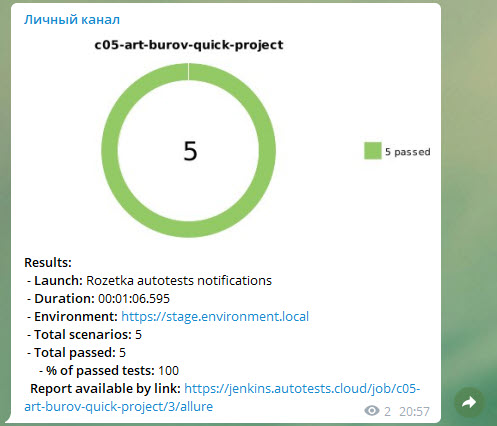 Личный канал
c05-art-burov-quick-project
5
5 passed
Results:
- Launch: Rozetka autotests notifications
- Duration: 00:01:06.595
- Environment: https://stage.environment.local
- Total scenarios: 5
- Total passed: 5
- % of passed tests: 100
Report available by link: https://jenkins.autotests.cloud/job/c05-
art-burov-quick-project/3/allure
2 20:57